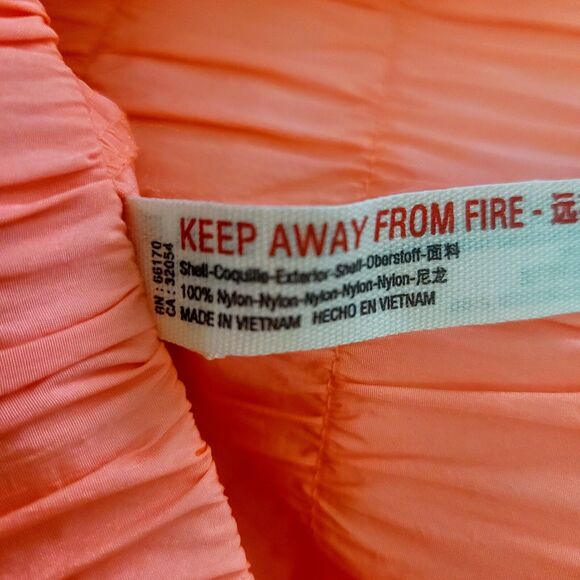 KEEP AWAY FROM FIRE - 远
Shell-Coquille-Exterior-Shell-Oberstoff-面料
100% Nylon-Nylon-Nylon-Nylon-Nylon-尼龙
MADE IN VIETNAM HECHO EN VIETNAM
RN : 66170
CA : 32054